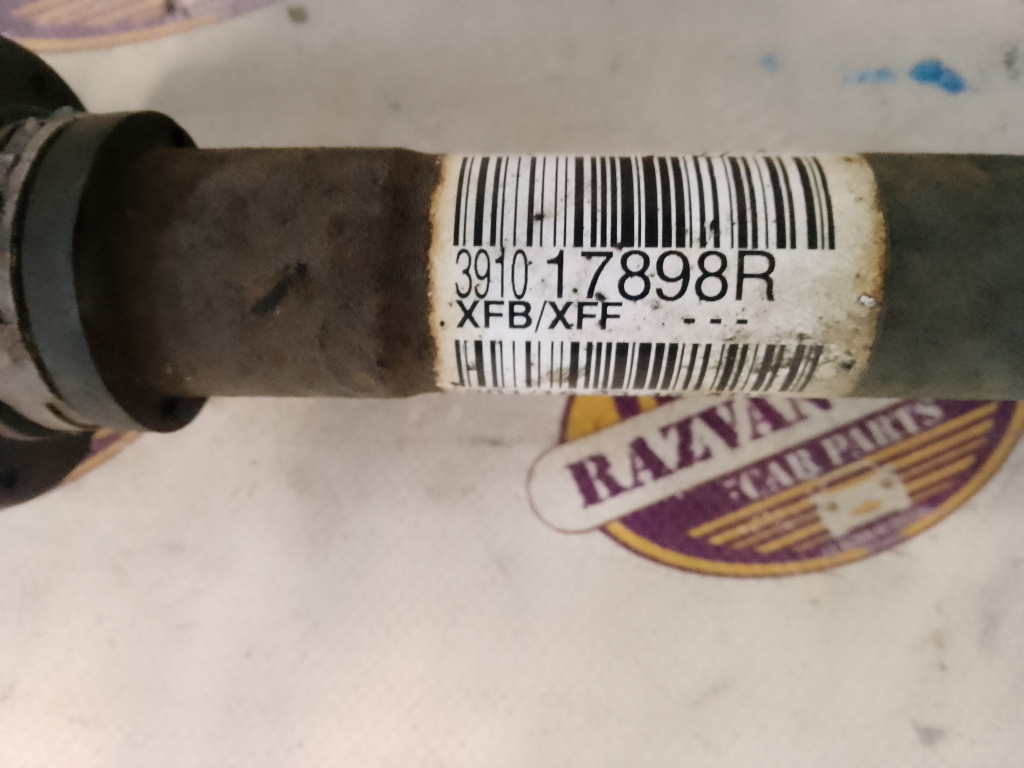 3910 17898R
XFB/XFF ---
RAZVAN
CAR PARTS